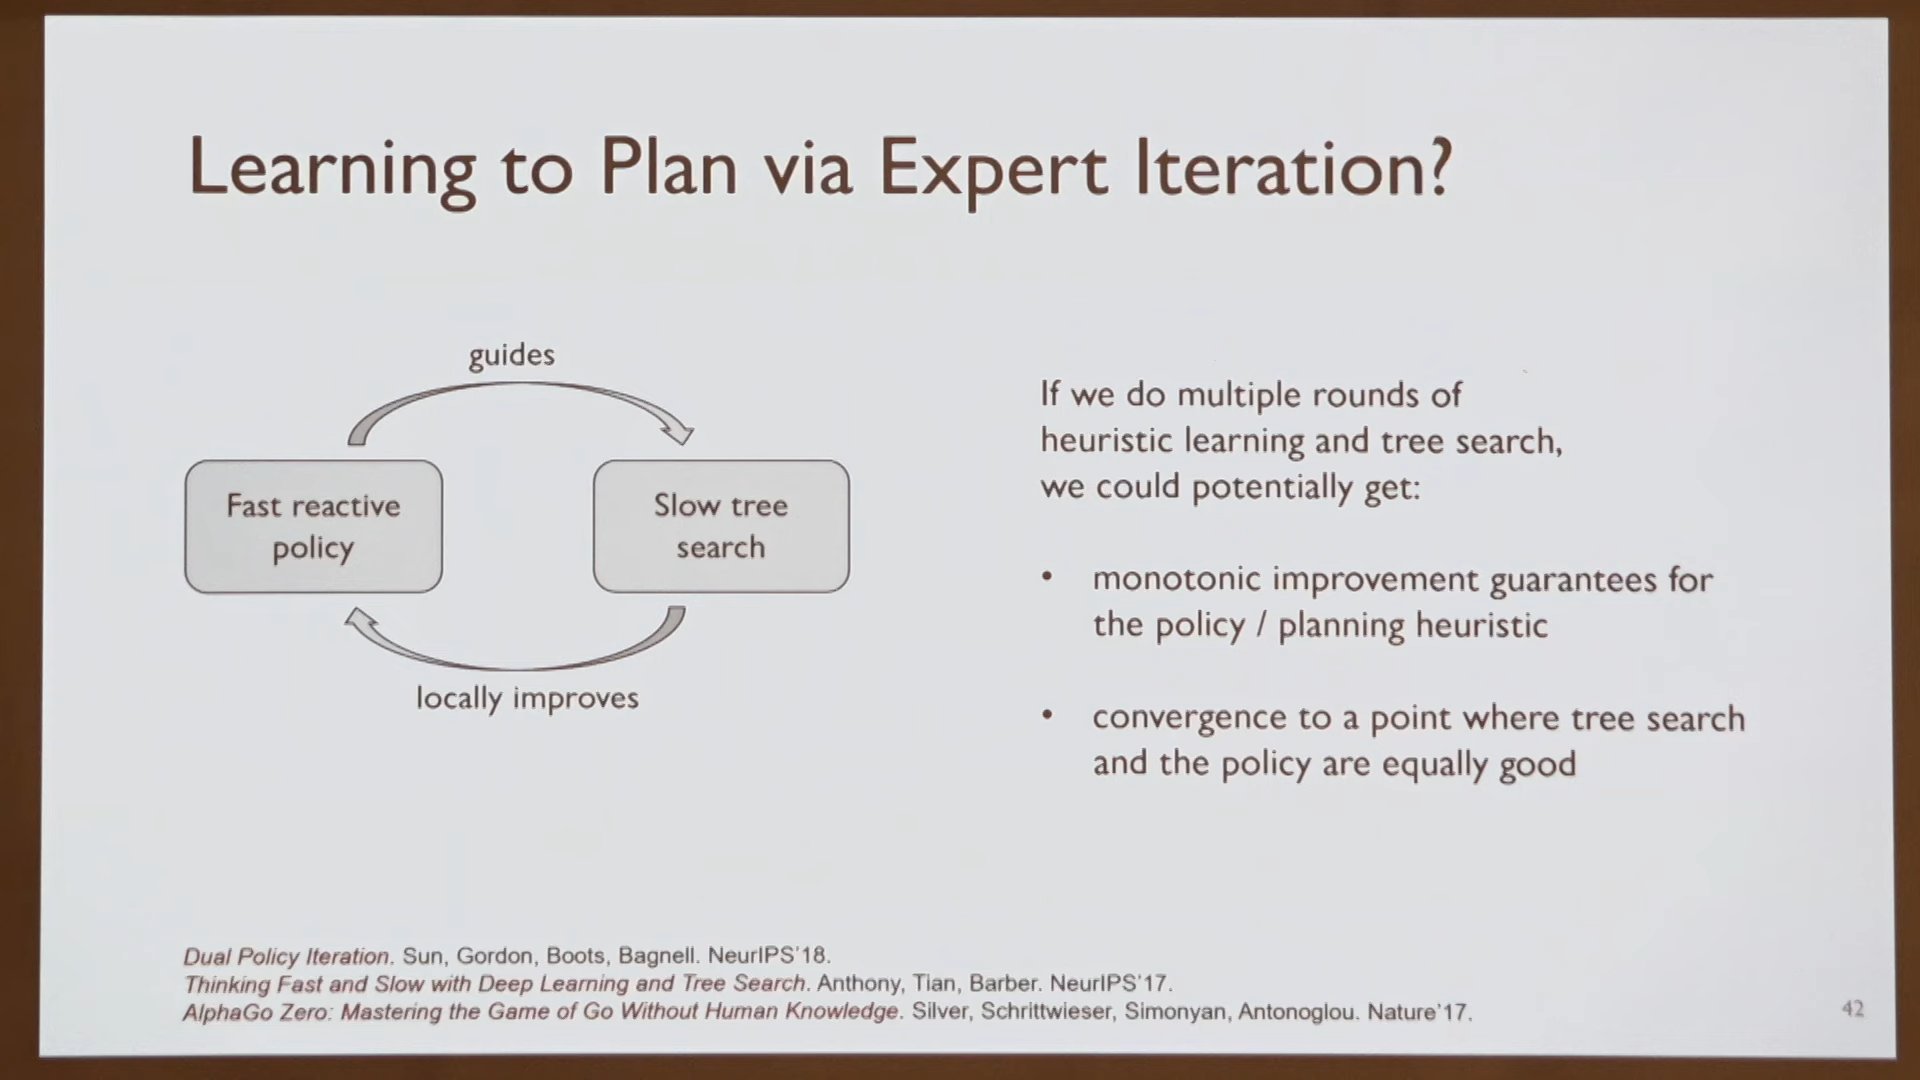 Learning to Plan via Expert Iteration?
guides
Fast reactive
policy
Slow tree
search
locally improves
If we do multiple rounds of
heuristic learning and tree search,
we could potentially get:
• monotonic improvement guarantees for
the policy / planning heuristic
• convergence to a point where tree search
and the policy are equally good
Dual Policy Iteration. Sun, Gordon, Boots, Bagnell. NeurIPS'18.
Thinking Fast and Slow with Deep Learning and Tree Search. Anthony, Tian, Barber. NeurIPS'17.
AlphaGo Zero: Mastering the Game of Go Without Human Knowledge. Silver, Schrittwieser, Simonyan, Antonoglou. Nature'17.
42